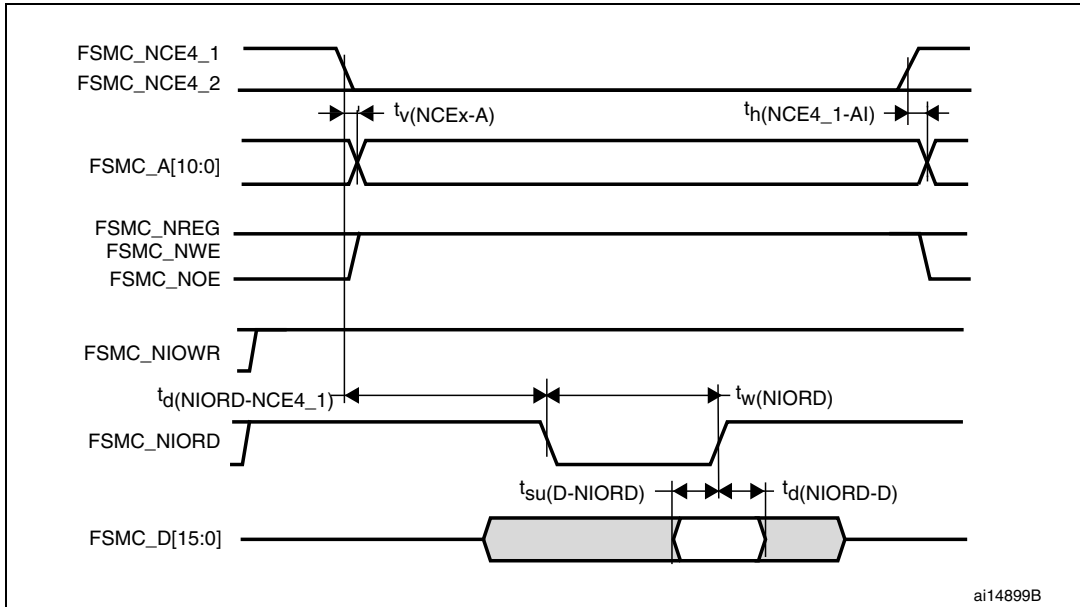 FSMC_NCE4_1
FSMC_NCE4_2
tv(NCEx-A)
th(NCE4_1-AI)
FSMC_A[10:0]
FSMC_NREG
FSMC_NWE
FSMC_NOE
FSMC_NIOWR
td(NIORD-NCE4_1)
tw(NIORD)
FSMC_NIORD
tsu(D-NIORD)
td(NIORD-D)
FSMC_D[15:0]
ai14899B